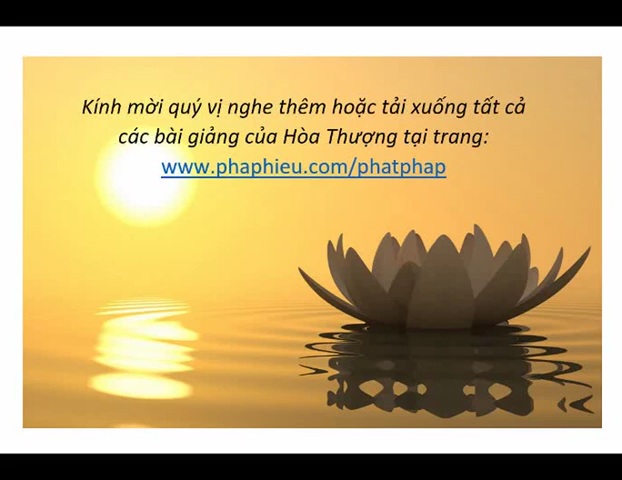 Kính mời quý vị nghe thêm hoặc tải xuống tất cả
các bài giảng của Hòa Thượng tại trang:
www.phaphieu.com/phatphap